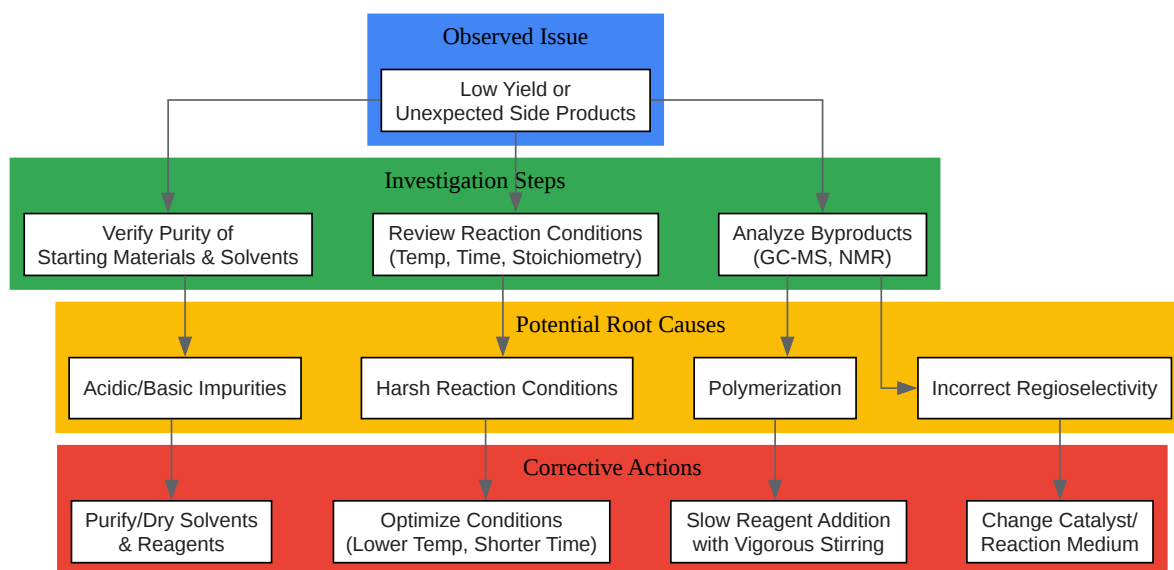 Observed Issue
Low Yield or
Unexpected Side Products
Investigation Steps
Verify Purity of
Starting Materials & Solvents
Review Reaction Conditions
(Temp, Time, Stoichiometry)
Analyze Byproducts
(GC-MS, NMR)
Potential Root Causes
Acidic/Basic Impurities
Harsh Reaction Conditions
Polymerization
Incorrect Regioselectivity
Corrective Actions
Purify/Dry Solvents
& Reagents
Optimize Conditions
(Lower Temp, Shorter Time)
Slow Reagent Addition
with Vigorous Stirring
Change Catalyst/
Reaction Medium